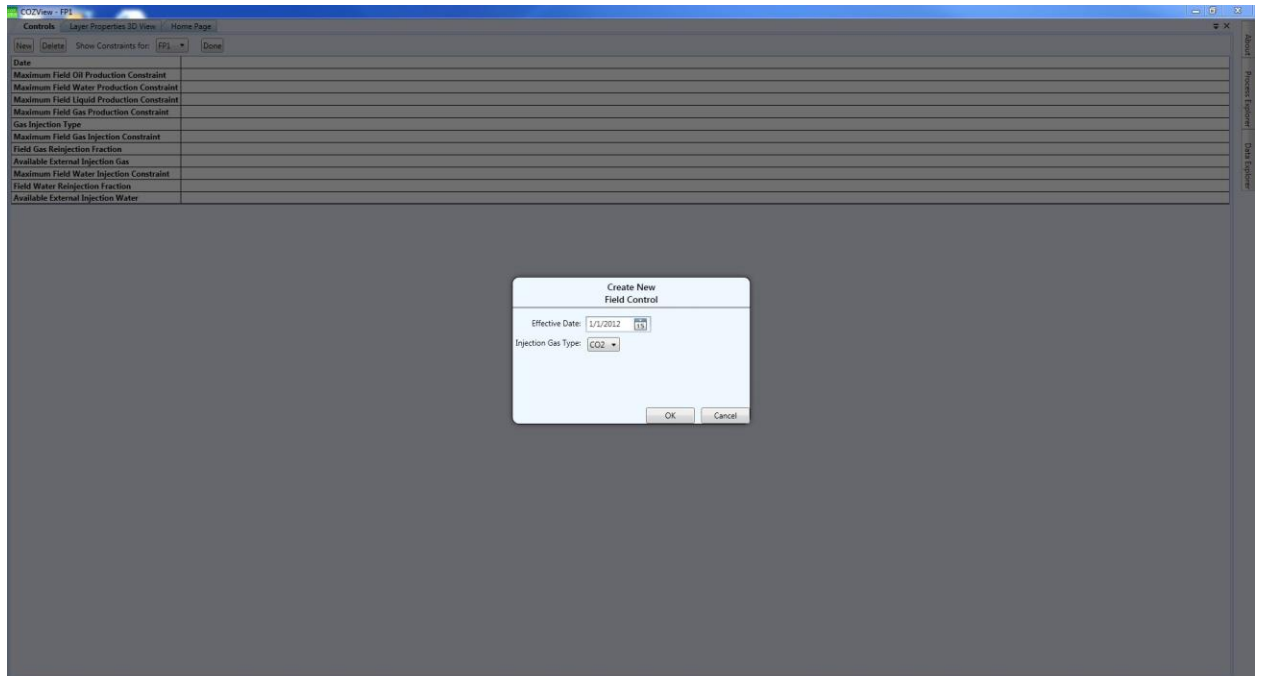 COZView - FP1
Controls Layer Properties 3D View Home Page
New Delete Show Constraints for: FP1 Done
Date
Maximum Field Oil Production Constraint
Maximum Field Water Production Constraint
Maximum Field Liquid Production Constraint
Maximum Field Gas Production Constraint
Gas Injection Type
Maximum Field Gas Injection Constraint
Field Gas Reinjection Fraction
Available External Injection Gas
Maximum Field Water Injection Constraint
Field Water Reinjection Fraction
Available External Injection Water
About
Process Explorer
Data Explorer
Create New
Field Control
Effective Date: 1/1/2012 15
Injection Gas Type: CO2
OK Cancel